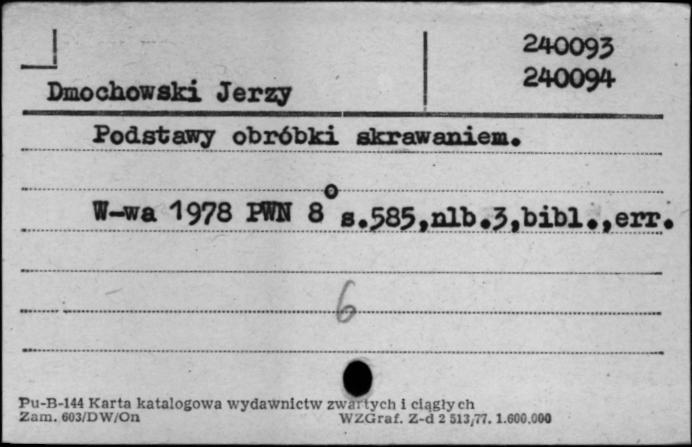 240093
240094
Dmochowski Jerzy
Podstawy obróbki skrawaniem.
W-wa 1978 PWN 8° s.585,nlb.3,bibl.,err.
6
Pu-B-144 Karta katalogowa wydawnictw zwartych i ciągłych
Zam. 603/DW/On WZGraf. Z-d 2 513/77. 1.600.000